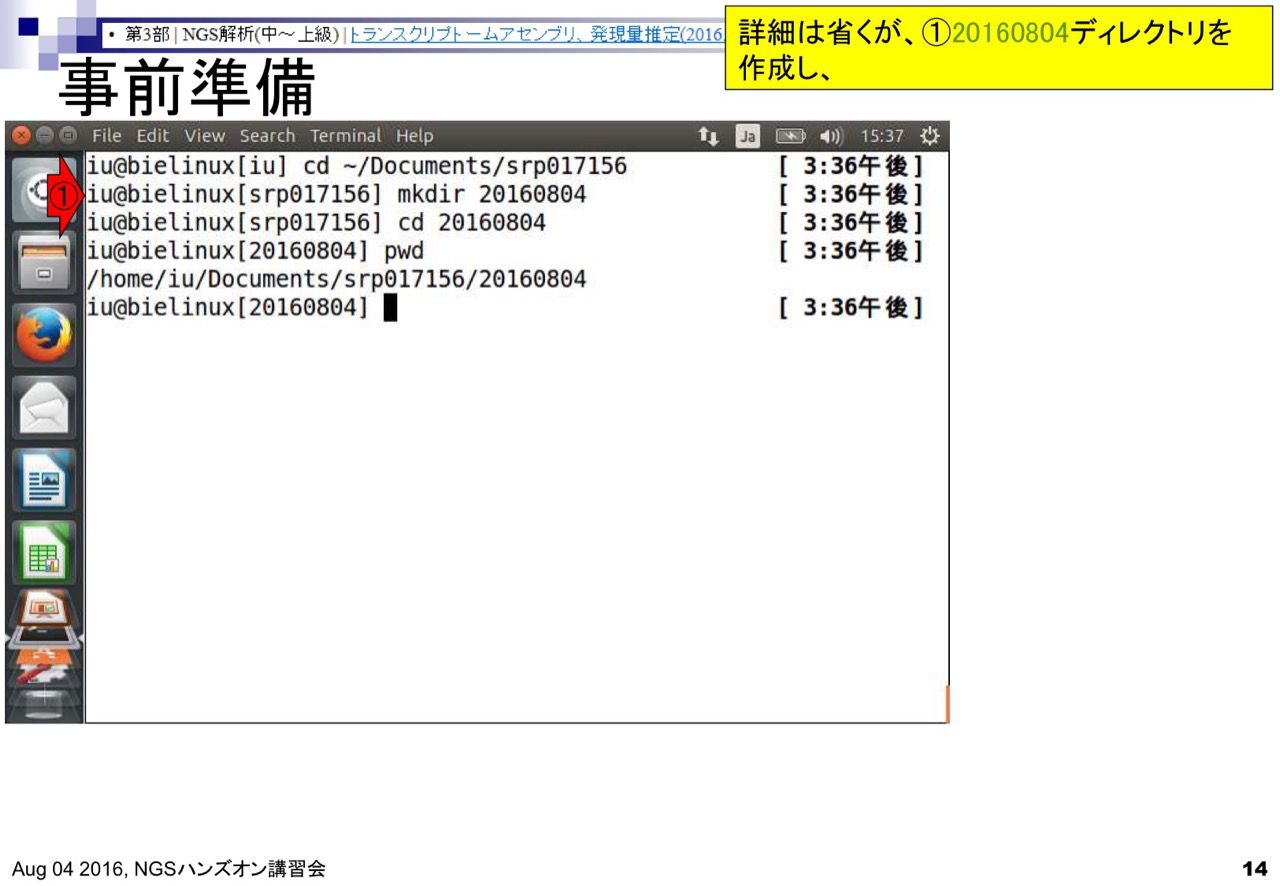 • 第3部 | NGS解析(中～上級) | トランスクリプトームアセンブリ、発現量推定(2016
詳細は省くが、①20160804ディレクトリを
作成し、
事前準備
File Edit View Search Terminal Help
Ja
15:37
iu@bielinux[iu] cd ~/Documents/srp017156 [ 3:36午後]
①
iu@bielinux[srp017156] mkdir 20160804 [ 3:36午後]
iu@bielinux[srp017156] cd 20160804 [ 3:36午後]
iu@bielinux[20160804] pwd [ 3:36午後]
/home/iu/Documents/srp017156/20160804
iu@bielinux[20160804] [ 3:36午後]
Aug 04 2016, NGSハンズオン講習会
14